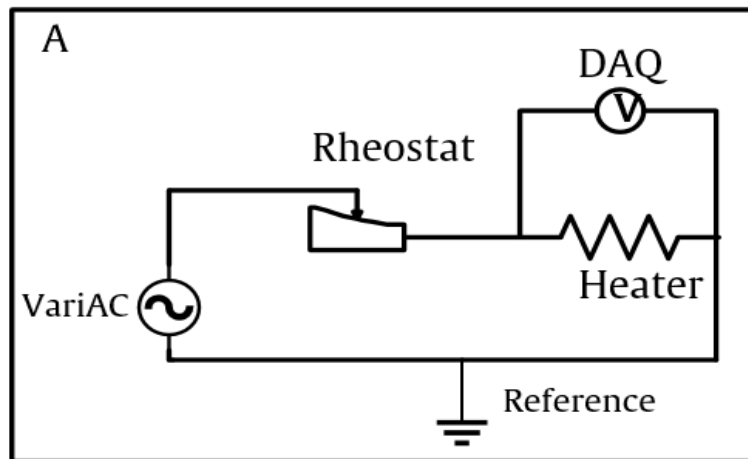 A
DAQ
V
Rheostat
Heater
VariAC
Reference